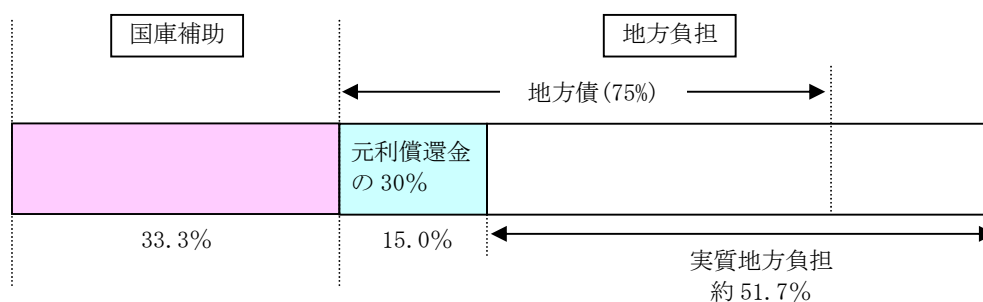 国庫補助
地方負担
地方債(75%)
元利償還金
の 30%
33.3%
15.0%
実質地方負担
約 51.7%